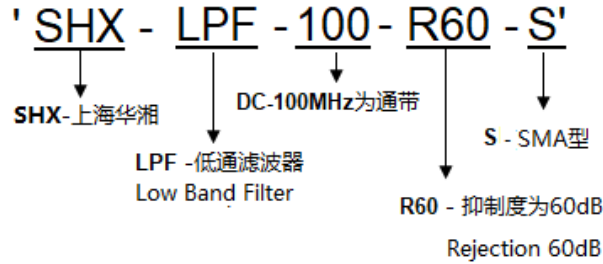 ' SHX - LPF - 100 - R60 - S'
SHX-上海华湘
DC-100MHz为通带
S - SMA型
LPF -低通滤波器
Low Band Filter
R60 - 抑制度为60dB
Rejection 60dB